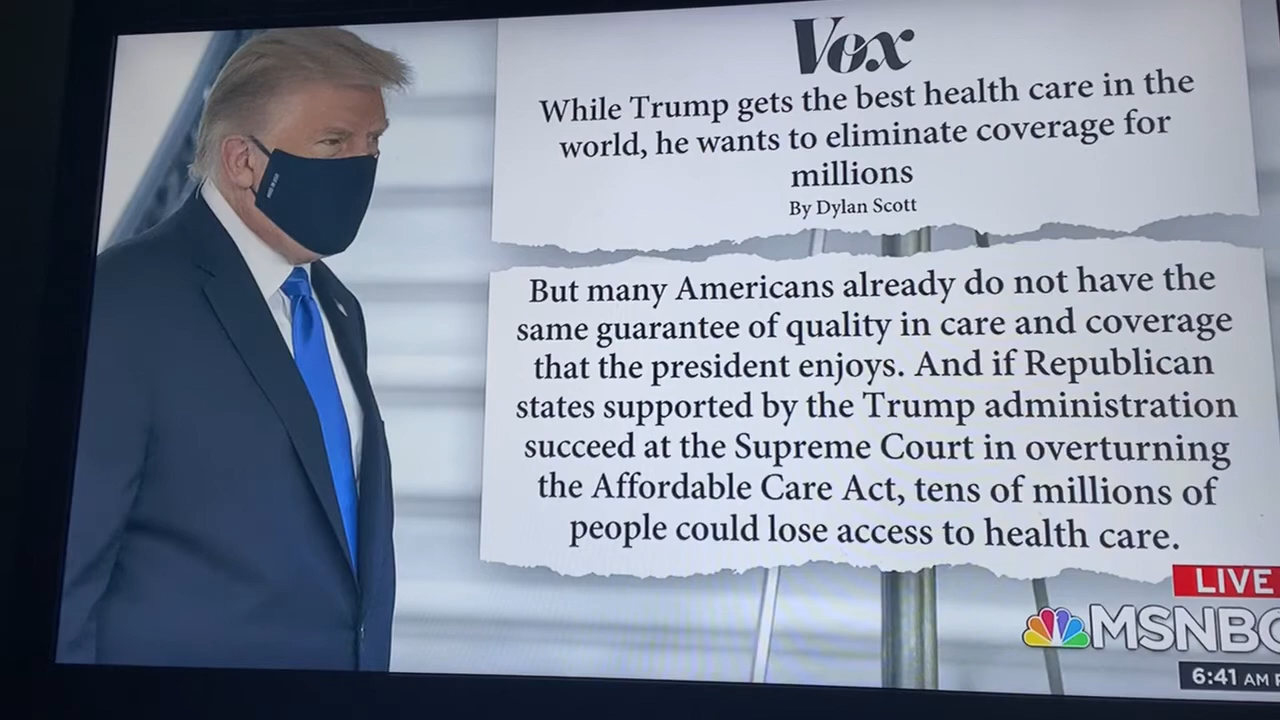 Vox
While Trump gets the best health care in the
world, he wants to eliminate coverage for
millions
By Dylan Scott
But many Americans already do not have the
same guarantee of quality in care and coverage
that the president enjoys. And if Republican
states supported by the Trump administration
succeed at the Supreme Court in overturning
the Affordable Care Act, tens of millions of
people could lose access to health care.
LIVE
MSNBC
6:41 AM